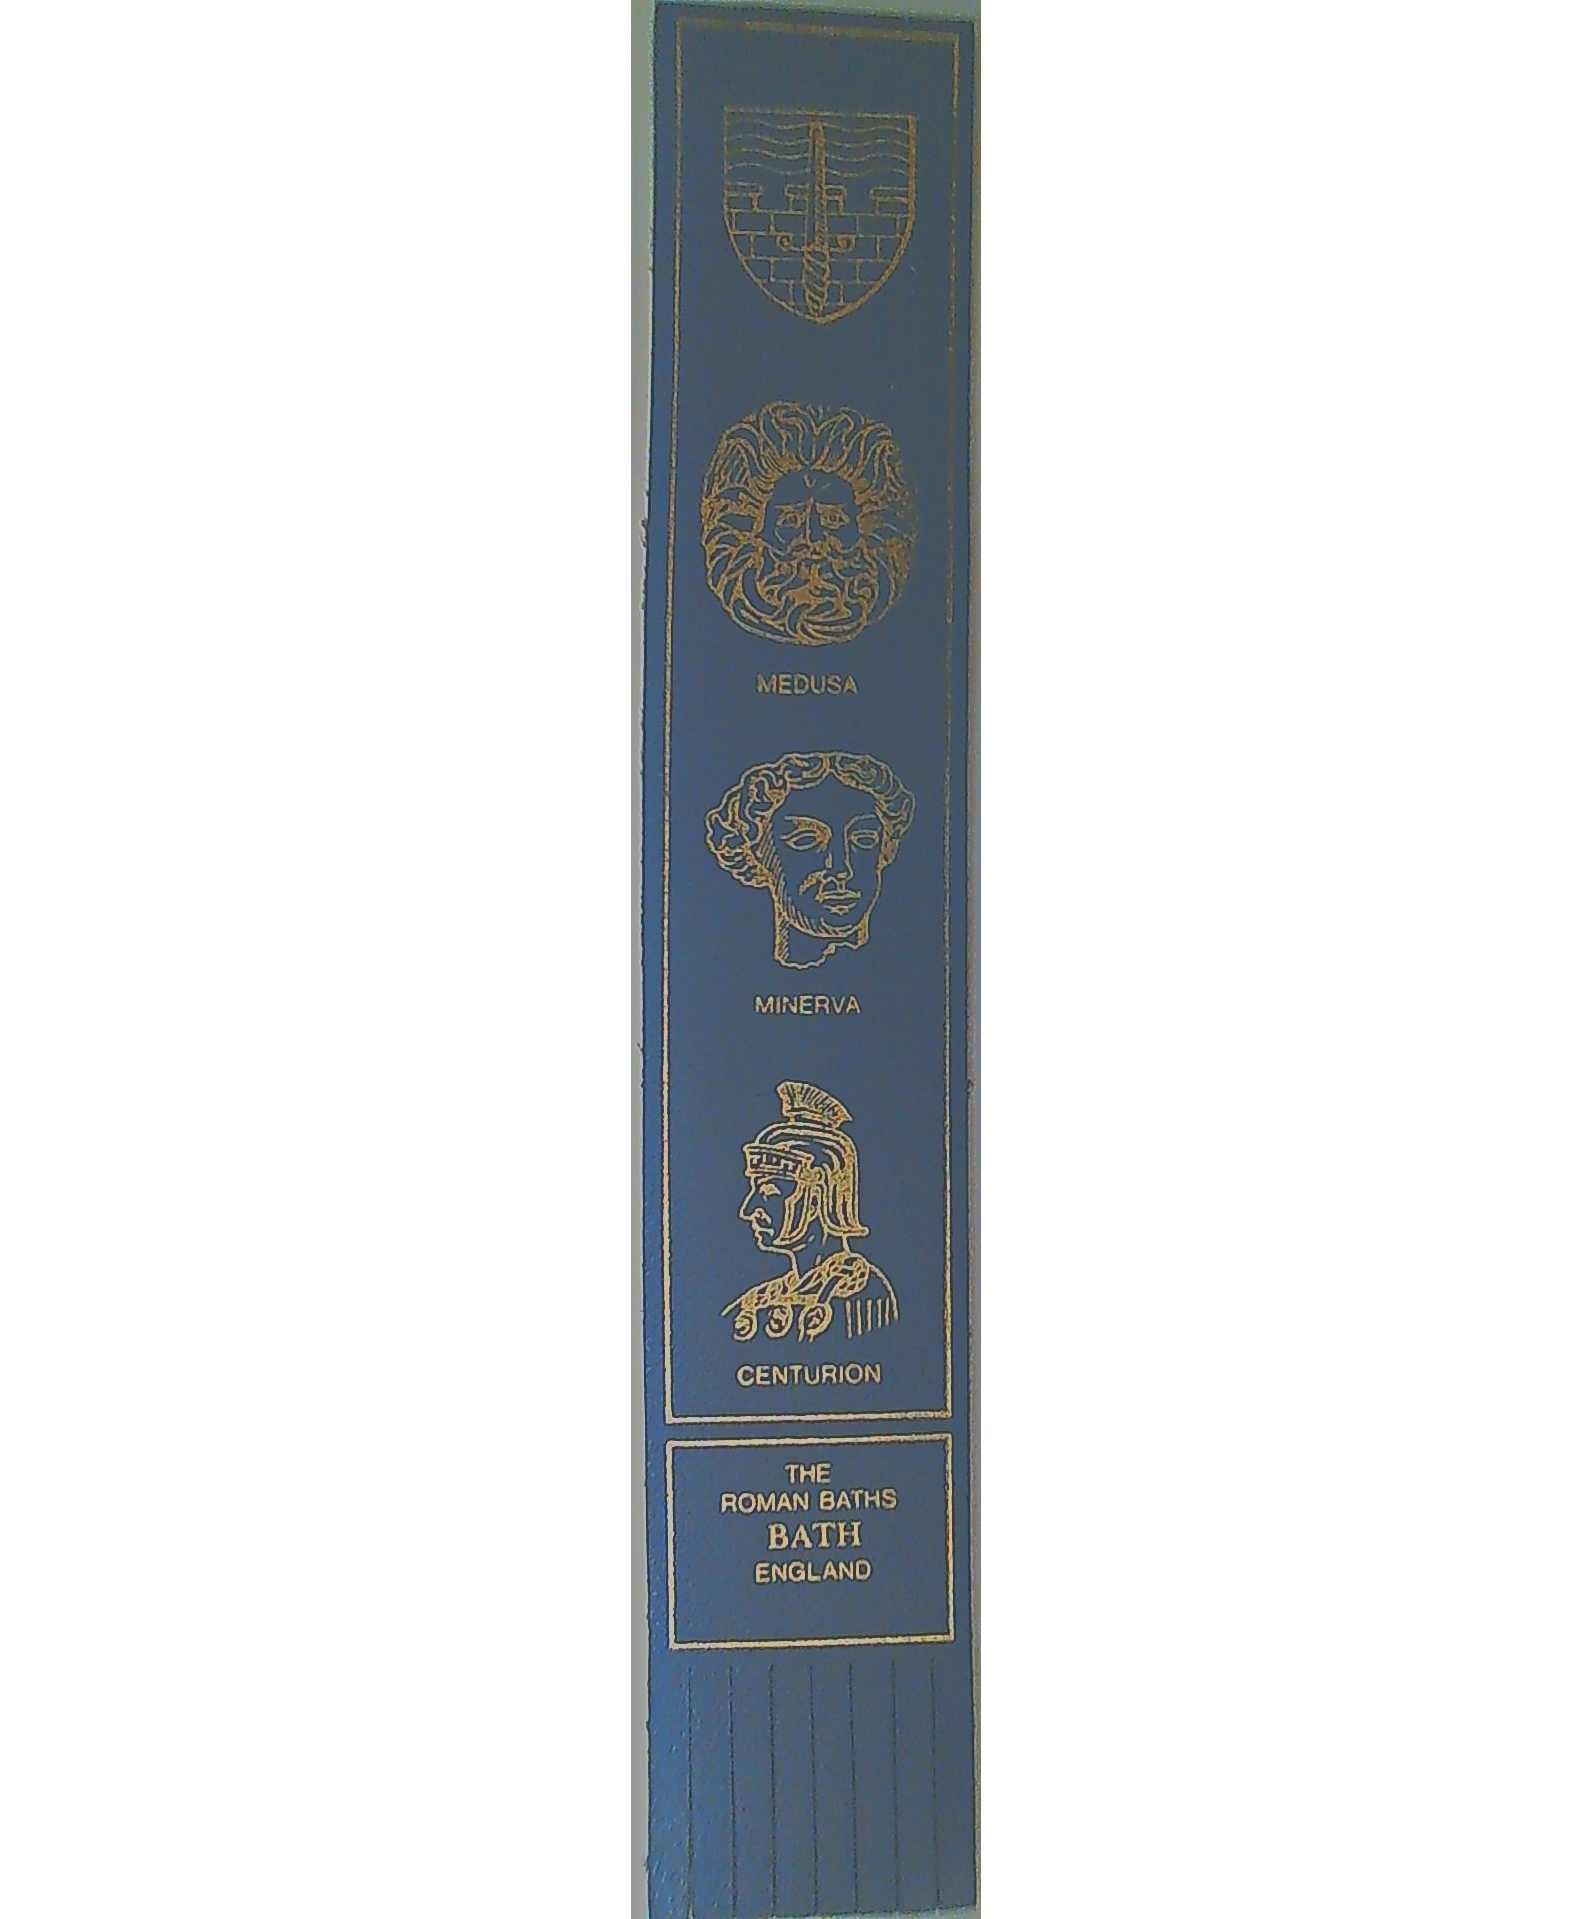 MEDUSA
MINERVA
CENTURION
THE
ROMAN BATHS
BATH
ENGLAND